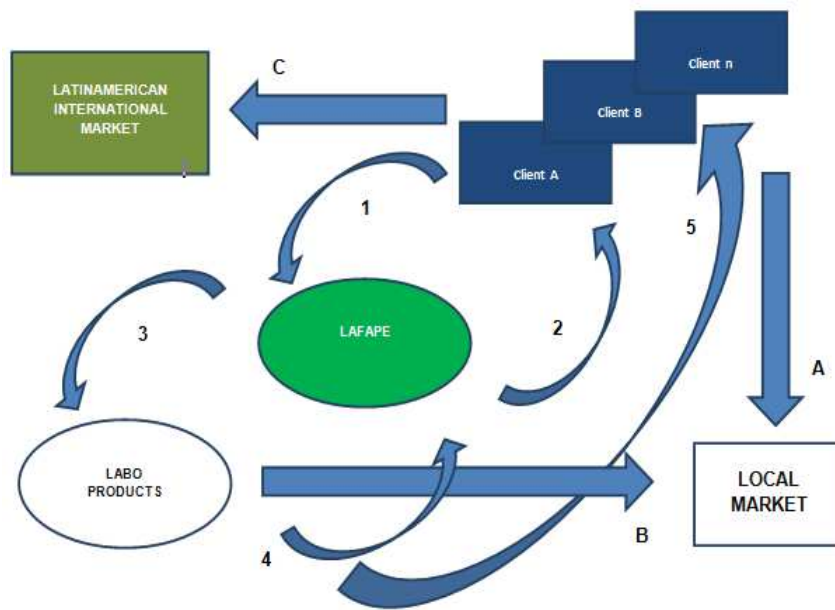 C
Client n
LATINAMERICAN
INTERNATIONAL
MARKET
Client B
Client A
1
5
3
LAFAPE
2
A
LABO
PRODUCTS
LOCAL
MARKET
4
B